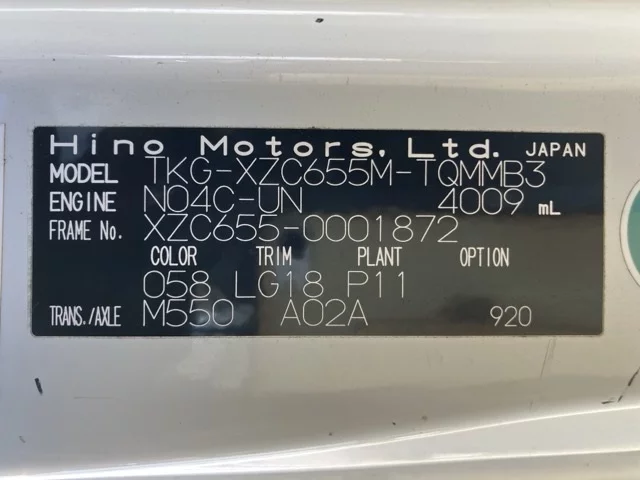 Hino Motors, Ltd. JAPAN
MODEL TKG-XZC655M-TQMMB3
ENGINE N04C-UN 4009 mL
FRAME No. XZC655-0001872
COLOR TRIM PLANT OPTION
058 LG18 P11
TRANS./AXLE M550 A02A 920